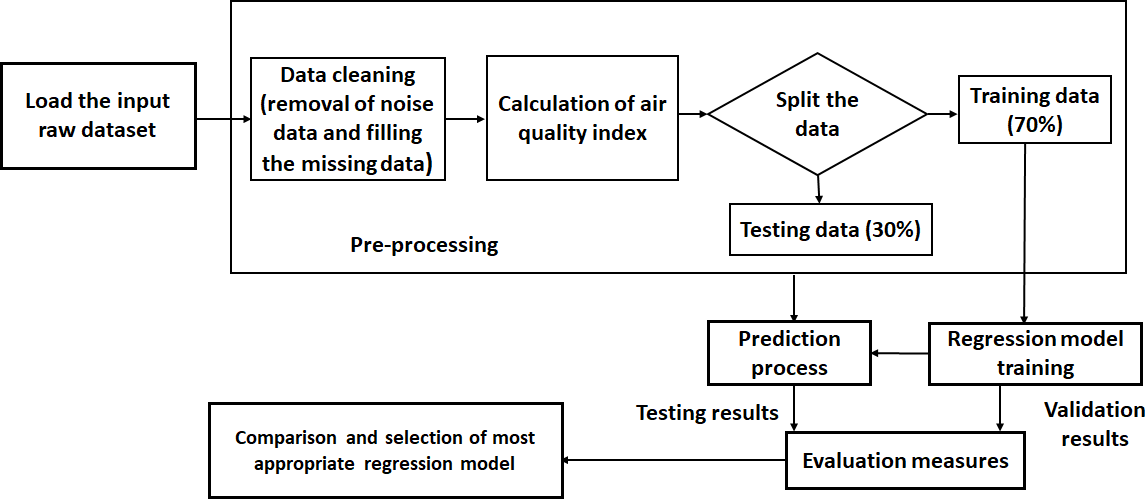 Load the input
raw dataset
Data cleaning
(removal of noise
data and filling
the missing data)
Calculation of air
quality index
Split the
data
Training data
(70%)
Testing data (30%)
Pre-processing
Prediction
process
Regression model
training
Testing results
Validation
results
Evaluation measures
Comparison and selection of most
appropriate regression model